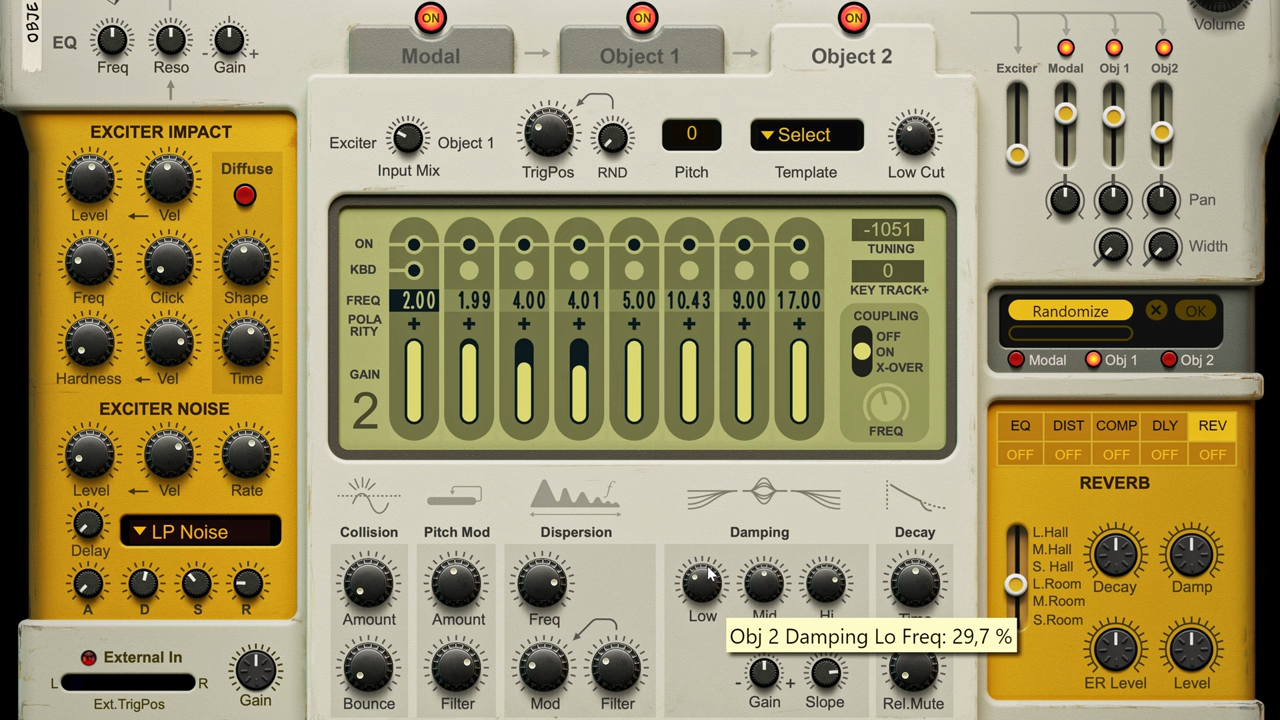 OBJE
EQ
Freq Reso - Gain +
ON ON ON
Modal Object 1 Object 2
Volume
Exciter Modal Obj 1 Obj2
Pan
Width
EXCITER IMPACT
Diffuse
Level Vel
Freq Click Shape
Hardness Vel Time
EXCITER NOISE
Level Vel Rate
Delay LP Noise
A D S R
External In
L R
Ext.TrigPos
Gain
Exciter Object 1
Input Mix TrigPos RND
0
Pitch
Select
Template
Low Cut
ON
KBD
FREQ 2.00 1.99 4.00 4.01 5.00 10.43 9.00 17.00
POLA
RITY + + + + + + + +
GAIN
2
-1051
TUNING
0
KEY TRACK+
COUPLING
OFF
ON
X-OVER
FREQ
Collision Pitch Mod Dispersion Damping Decay
Amount Amount Freq Low Mid Hi Time
Obj 2 Damping Lo Freq: 29,7 %
Bounce Filter Mod Filter - Gain + Slope Rel.Mute
Randomize OK
Modal Obj 1 Obj 2
EQ DIST COMP DLY REV
OFF OFF OFF OFF OFF
REVERB
L.Hall
M.Hall
S. Hall
L.Room
M.Room
S.Room
Decay Damp
ER Level Level